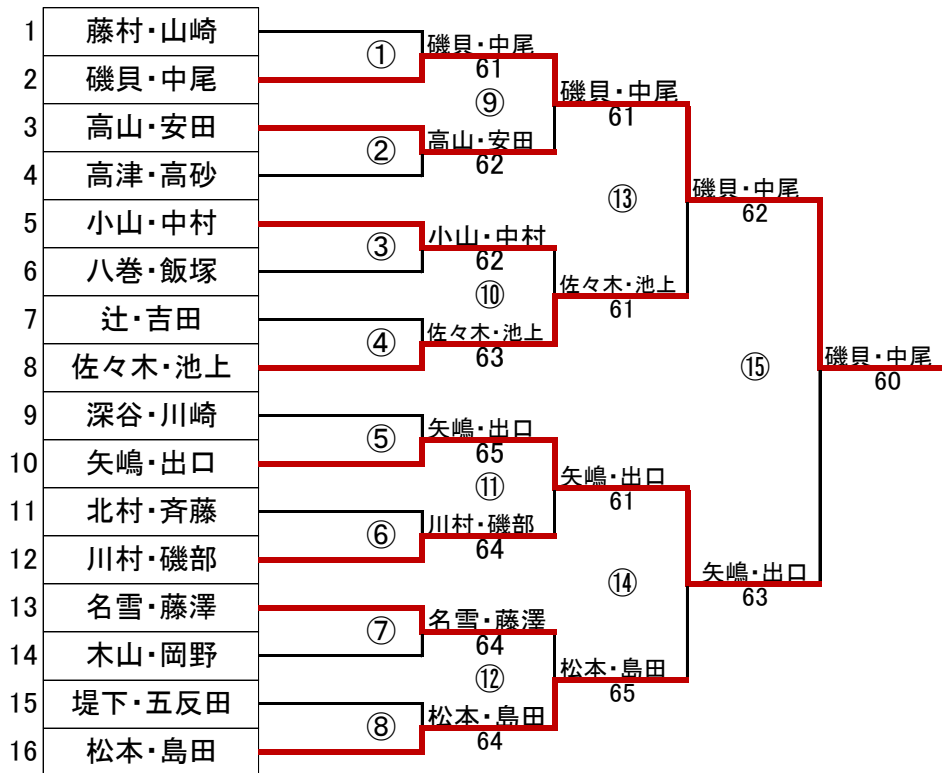 1 藤村・山崎
2 磯貝・中尾
3 高山・安田
4 高津・高砂
5 小山・中村
6 八巻・飯塚
7 辻・吉田
8 佐々木・池上
9 深谷・川崎
10 矢嶋・出口
11 北村・斉藤
12 川村・磯部
13 名雪・藤澤
14 木山・岡野
15 堤下・五反田
16 松本・島田
①
②
③
④
⑤
⑥
⑦
⑧
磯貝・中尾
61
⑨
高山・安田
62
小山・中村
62
⑩
佐々木・池上
63
矢嶋・出口
65
⑪
川村・磯部
64
名雪・藤澤
64
⑫
松本・島田
64
磯貝・中尾
61
⑬
佐々木・池上
61
矢嶋・出口
61
⑭
松本・島田
65
磯貝・中尾
62
⑮
矢嶋・出口
63
磯貝・中尾
60